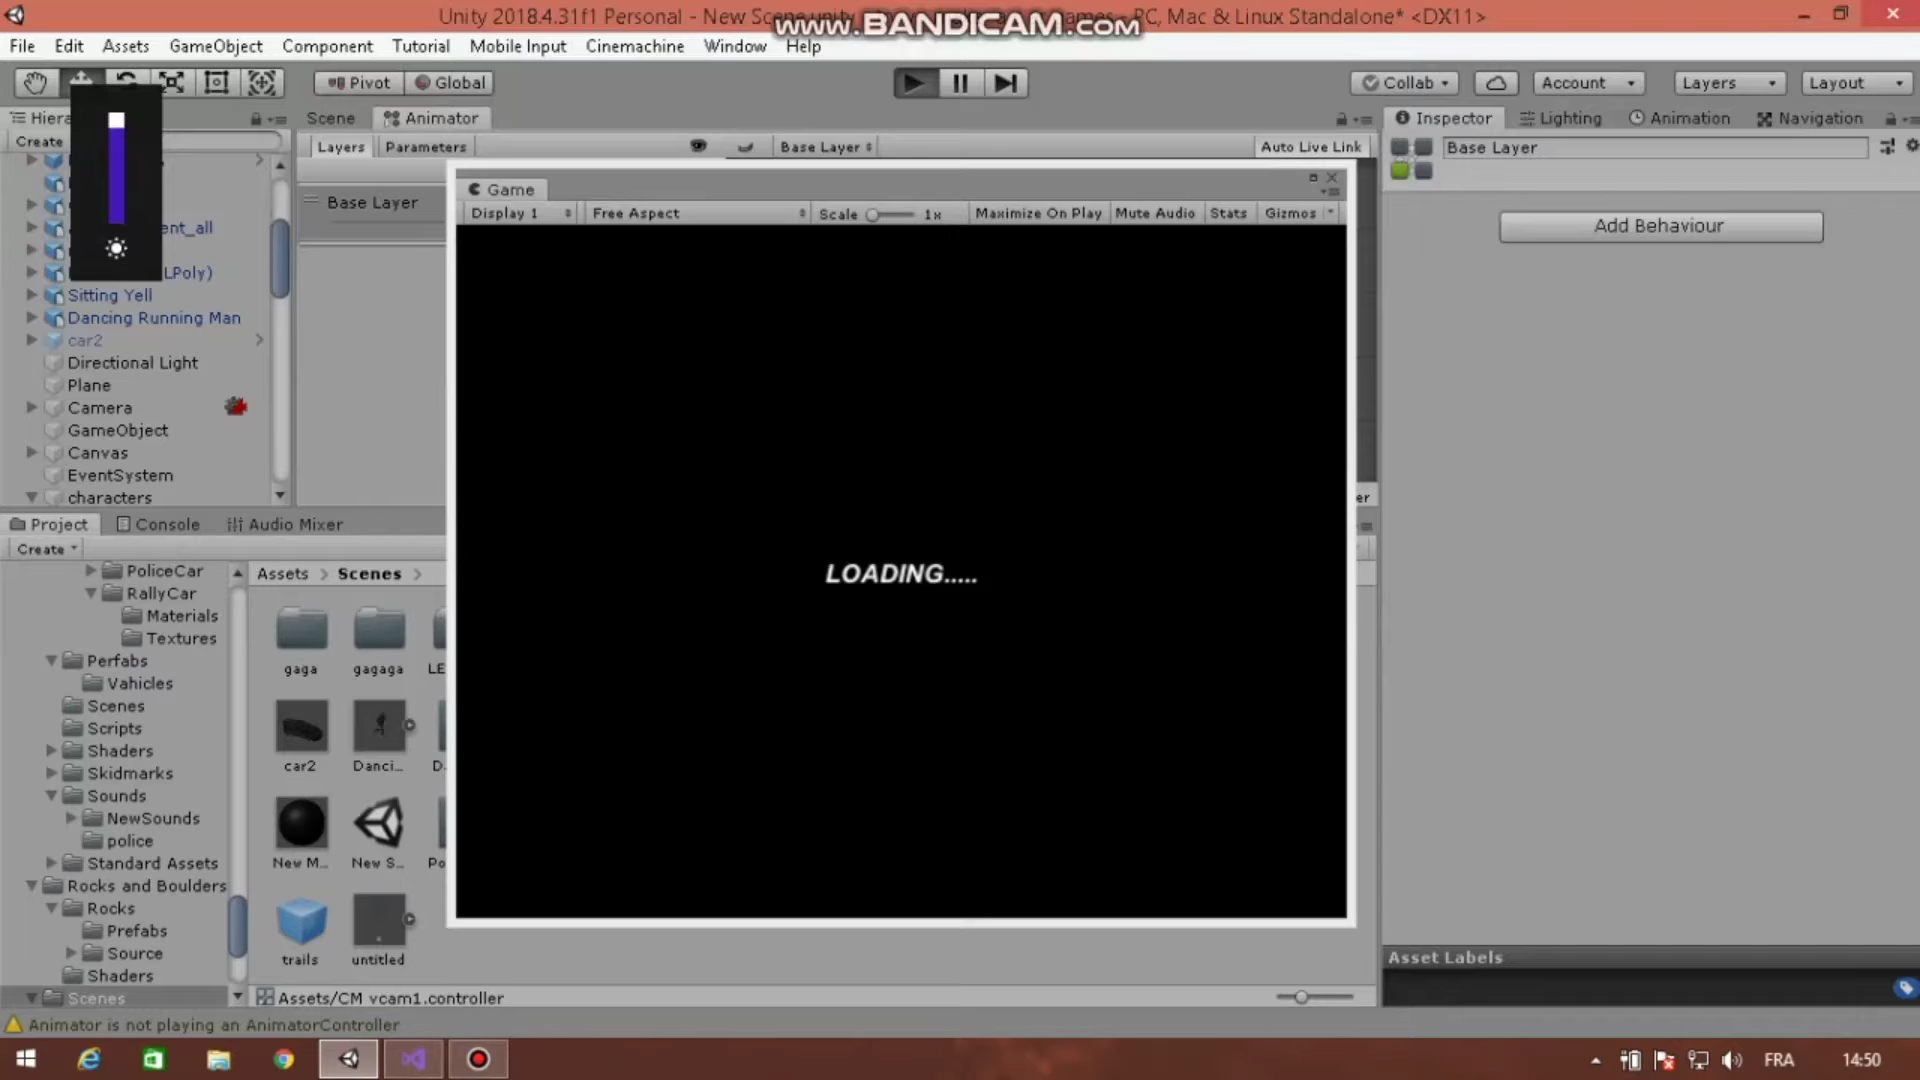 Unity 2018.4.31f1 Personal - New Scene.unity
PC, Mac & Linux Standalone* <DX11>
www.BANDICAM.com
File Edit Assets GameObject Component Tutorial Mobile Input Cinemachine Window Help
Pivot Global Collab Account Layers Layout
Scene Animator Inspector Lighting Animation Navigation
Create Layers Parameters Base Layer Auto Live Link Base Layer
Base Layer
Game
Display 1 Free Aspect Scale 1x Maximize On Play Mute Audio Stats Gizmos
Add Behaviour
Sitting Yell
Dancing Running Man
car2
Directional Light
Plane
Camera
GameObject
Canvas
EventSystem
characters
LOADING.....
Project Console Audio Mixer
Create
Assets > Scenes >
PoliceCar
RallyCar
Materials
Textures
Perfabs
Vahicles
Scenes
Scripts
Shaders
Skidmarks
Sounds
NewSounds
police
Standard Assets
Rocks and Boulders
Rocks
Prefabs
Source
Shaders
Scenes
gaga gagaga
car2 Danci...
New M... New S...
trails untitled
Asset Labels
Assets/CM vcam1.controller
Animator is not playing an AnimatorController
FRA 14:50